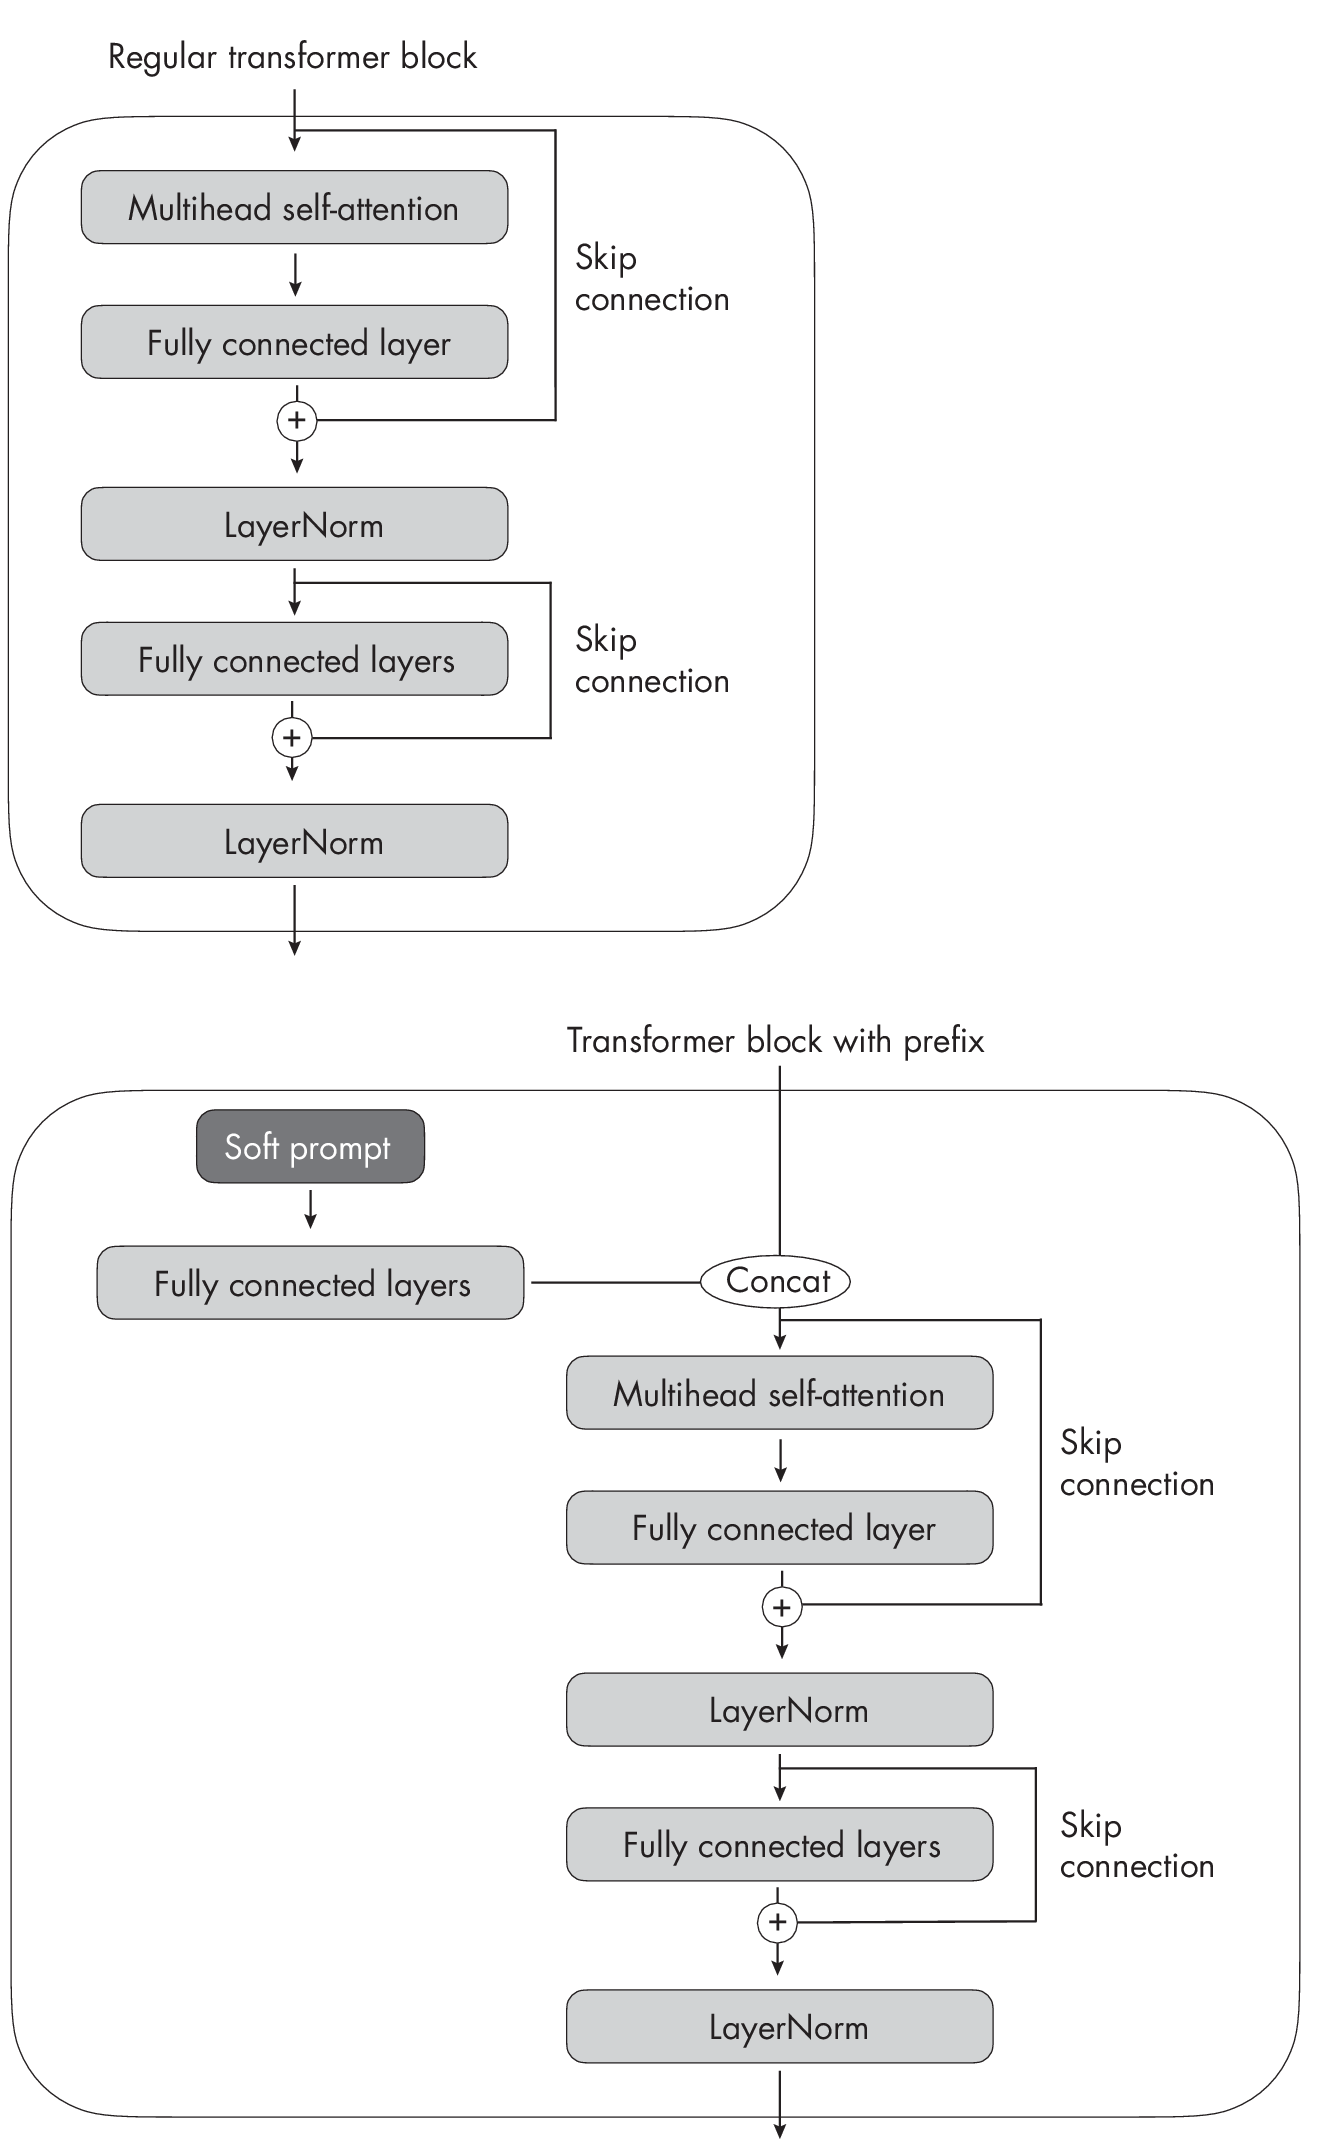 Regular transformer block
Multihead self-attention
Skip
connection
Fully connected layer
+
LayerNorm
Fully connected layers
Skip
connection
+
LayerNorm
Transformer block with prefix
Soft prompt
Fully connected layers
Concat
Multihead self-attention
Skip
connection
Fully connected layer
+
LayerNorm
Fully connected layers
Skip
connection
+
LayerNorm